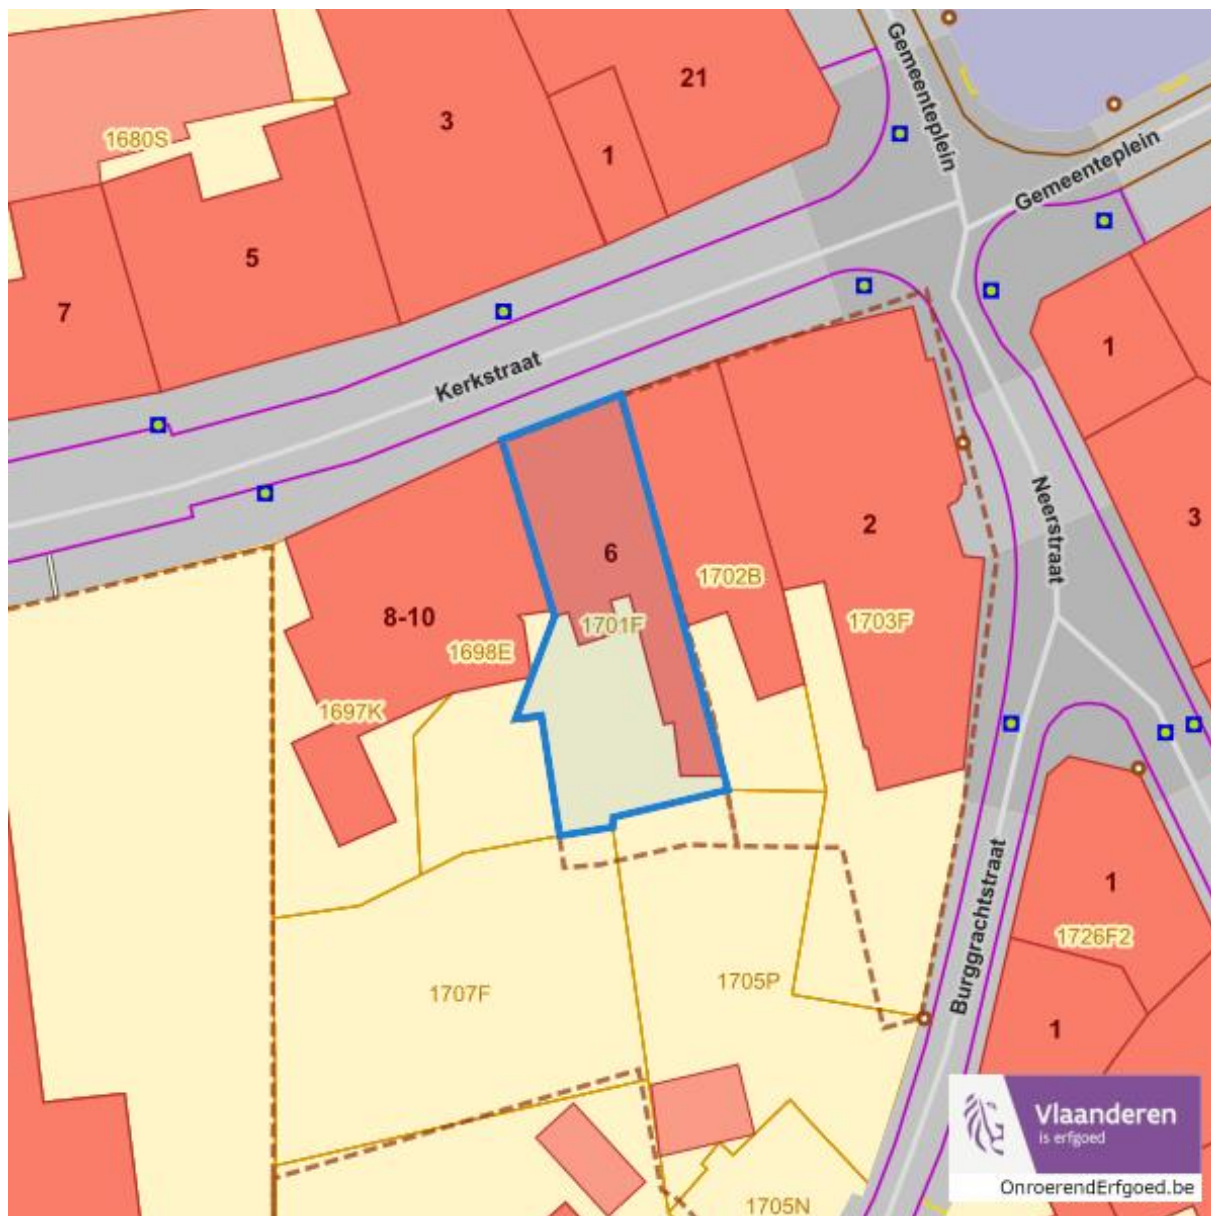 Gemeenteplein
21
3
1680S
1
Gemeenteplein
5
7
1
Kerkstraat
Neerstraat
3
2
6
1702B
8-10
1701F
1703F
1698E
1697K
1
1726F2
Burggrachtstraat
1707F
1705P
1
Vlaanderen
is erfgoed
OnroerendErfgoed.be
1705N